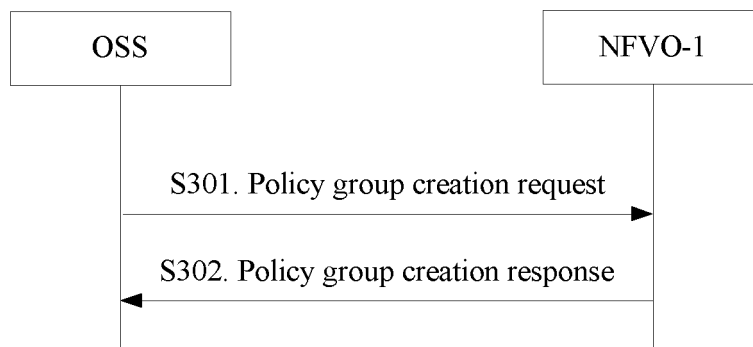 OSS
NFVO-1
S301. Policy group creation request
S302. Policy group creation response